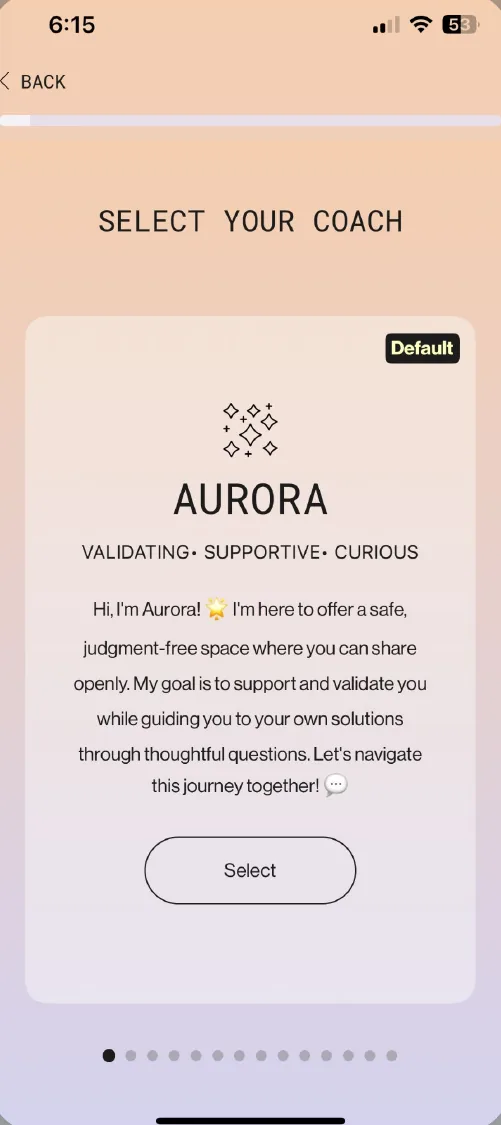 6:15
53
BACK
SELECT YOUR COACH
Default
AURORA
VALIDATING• SUPPORTIVE• CURIOUS
Hi, I'm Aurora! 🌟 I'm here to offer a safe,
judgment-free space where you can share
openly. My goal is to support and validate you
while guiding you to your own solutions
through thoughtful questions. Let's navigate
this journey together! 💬
Select